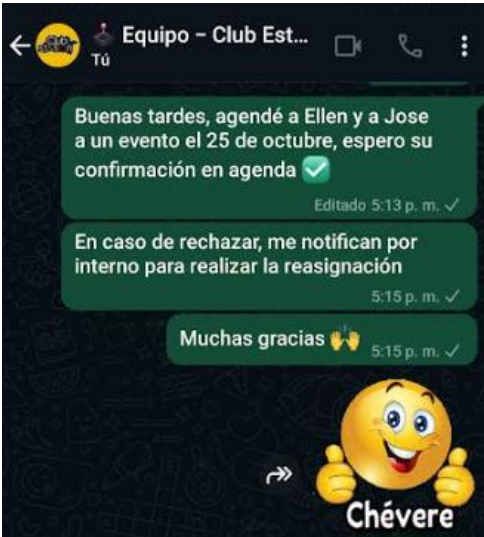 Equipo – Club Est...
Tú
Buenas tardes, agendé a Ellen y a Jose
a un evento el 25 de octubre, espero su
confirmación en agenda ✅
Editado 5:13 p. m.
En caso de rechazar, me notifican por
interno para realizar la reasignación
5:15 p. m.
Muchas gracias 🙌
5:15 p. m.
Chévere